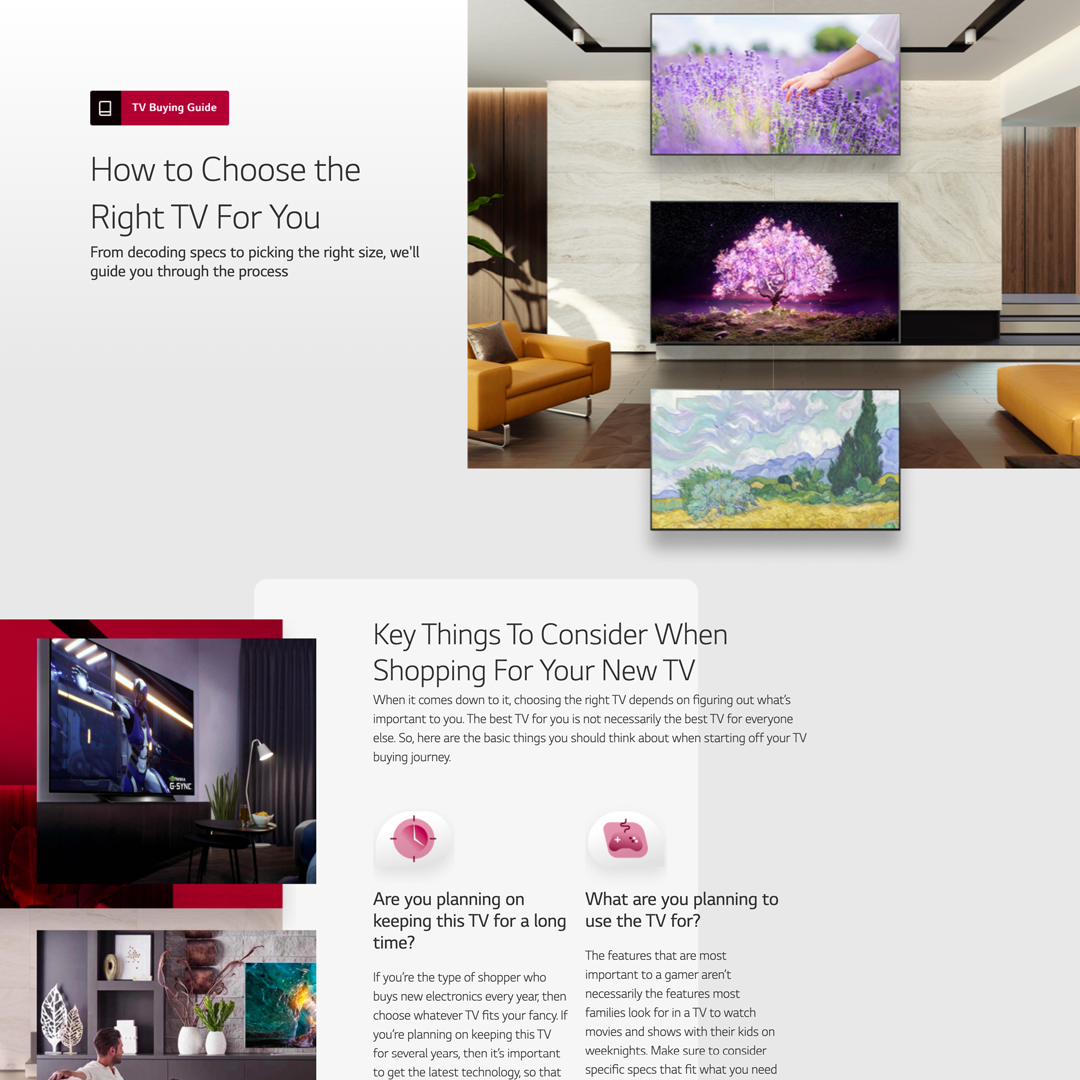 TV Buying Guide
How to Choose the
Right TV For You
From decoding specs to picking the right size, we'll
guide you through the process
Key Things To Consider When
Shopping For Your New TV
When it comes down to it, choosing the right TV depends on figuring out what's
important to you. The best TV for you is not necessarily the best TV for everyone
else. So, here are the basic things you should think about when starting off your TV
buying journey.
NVIDIA
G-SYNC
Are you planning on
keeping this TV for a long
time?
If you're the type of shopper who
buys new electronics every year, then
choose whatever TV fits your fancy. If
you're planning on keeping this TV
for several years, then it's important
to get the latest technology, so that
What are you planning to
use the TV for?
The features that are most
important to a gamer aren't
necessarily the features most
families look for in a TV to watch
movies and shows with their kids on
weeknights. Make sure to consider
specific specs that fit what you need